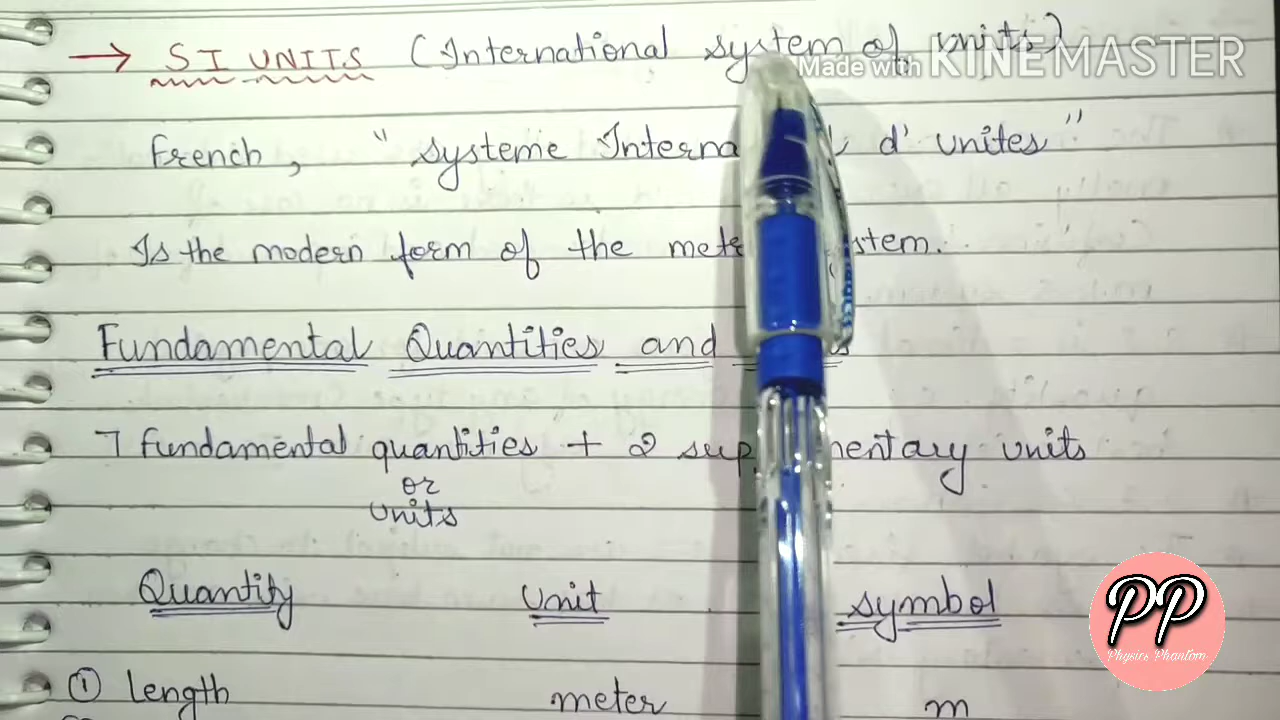 → SI UNITS (International system of units)
Made with KINEMASTER
French, " systeme Interna d' unites "
Is the modern form of the stem.
Fundamental Quantities and
7 fundamental quantities + 2 mentary units
or
units
Quantity Unit symbol
PP
Physics Phantom
① length meter m